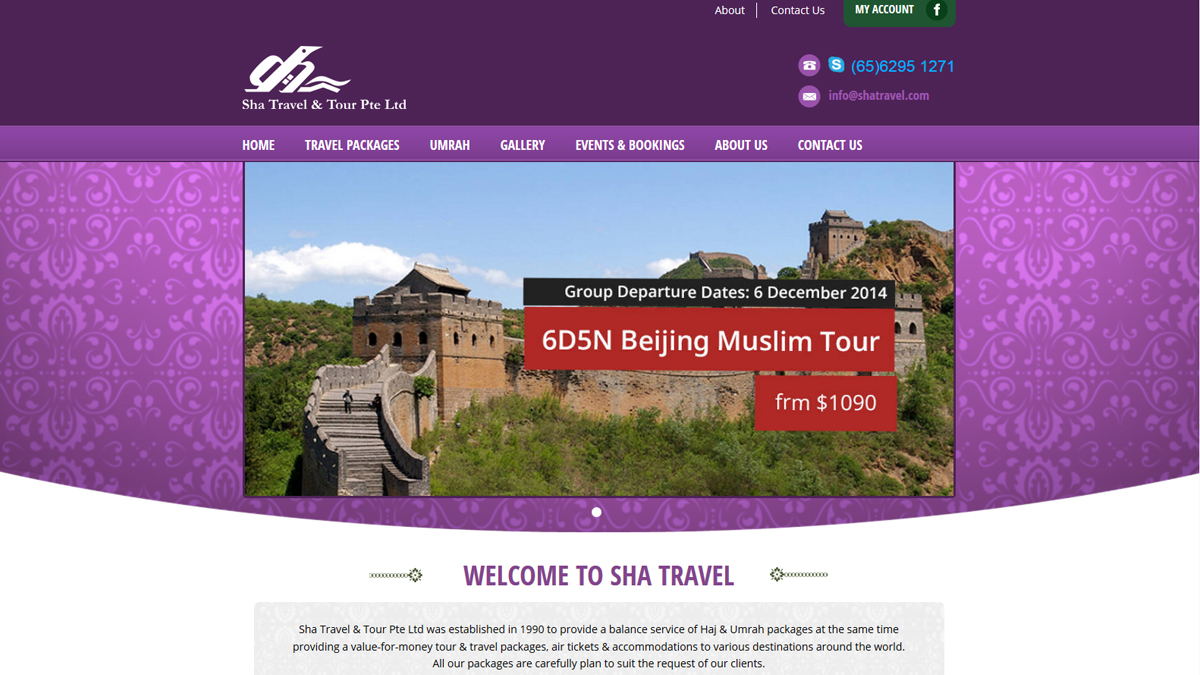 About
Contact Us
MY ACCOUNT
f
Sha Travel & Tour Pte Ltd
(65)6295 1271
info@shatravel.com
HOME
TRAVEL PACKAGES
UMRAH
GALLERY
EVENTS & BOOKINGS
ABOUT US
CONTACT US
Group Departure Dates: 6 December 2014
6D5N Beijing Muslim Tour
frm $1090
WELCOME TO SHA TRAVEL
Sha Travel & Tour Pte Ltd was established in 1990 to provide a balance service of Haj & Umrah packages at the same time
providing a value-for-money tour & travel packages, air tickets & accommodations to various destinations around the world.
All our packages are carefully plan to suit the request of our clients.